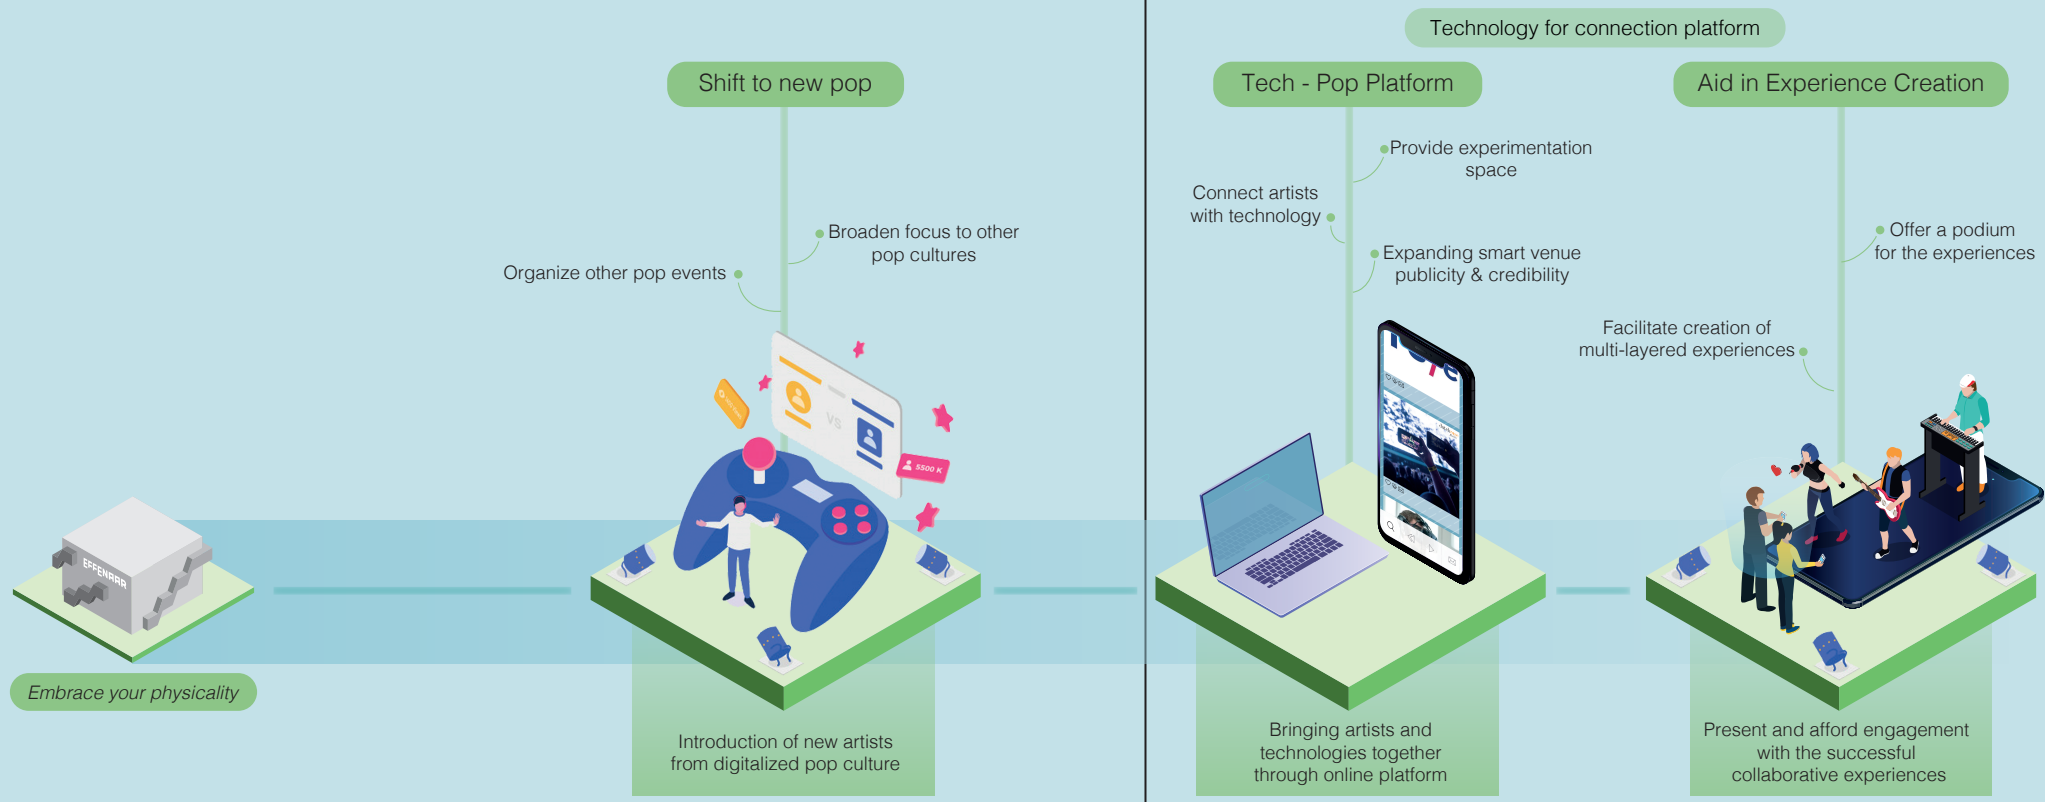 Technology for connection platform
Shift to new pop
Tech - Pop Platform
Aid in Experience Creation
Broaden focus to other
pop cultures
Organize other pop events
Provide experimentation
space
Connect artists
with technology
Expanding smart venue
publicity & credibility
Offer a podium
for the experiences
Facilitate creation of
multi-layered experiences
VS
5500 K
EFFENAAR
Embrace your physicality
Introduction of new artists
from digitalized pop culture
Bringing artists and
technologies together
through online platform
Present and afford engagement
with the successful
collaborative experiences